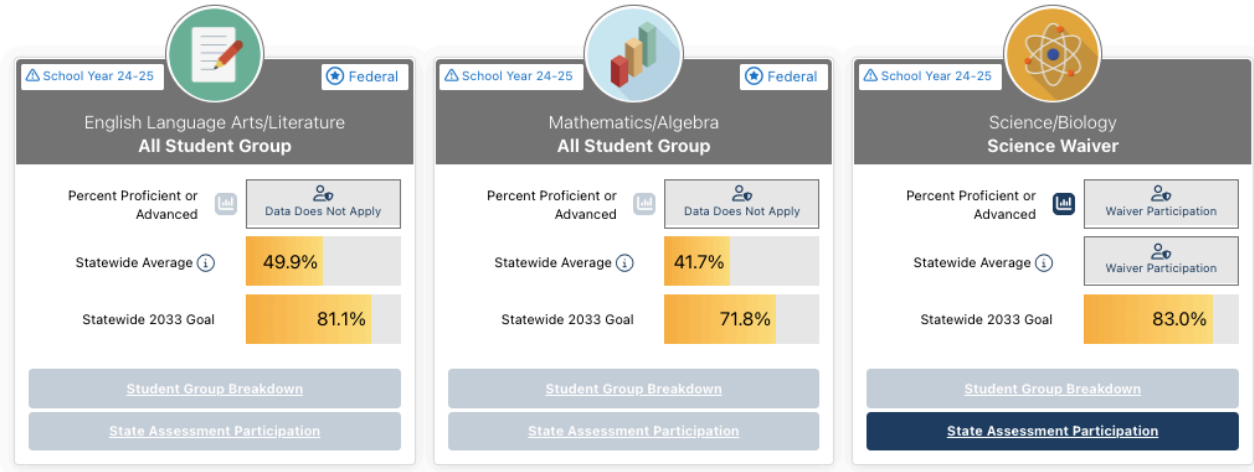 School Year 24-25
Federal
English Language Arts/Literature
All Student Group
Percent Proficient or
Advanced
Data Does Not Apply
Statewide Average
49.9%
Statewide 2033 Goal
81.1%
Student Group Breakdown
State Assessment Participation
School Year 24-25
Federal
Mathematics/Algebra
All Student Group
Percent Proficient or
Advanced
Data Does Not Apply
Statewide Average
41.7%
Statewide 2033 Goal
71.8%
Student Group Breakdown
State Assessment Participation
School Year 24-25
Science/Biology
Science Waiver
Percent Proficient or
Advanced
Waiver Participation
Statewide Average
Waiver Participation
Statewide 2033 Goal
83.0%
Student Group Breakdown
State Assessment Participation